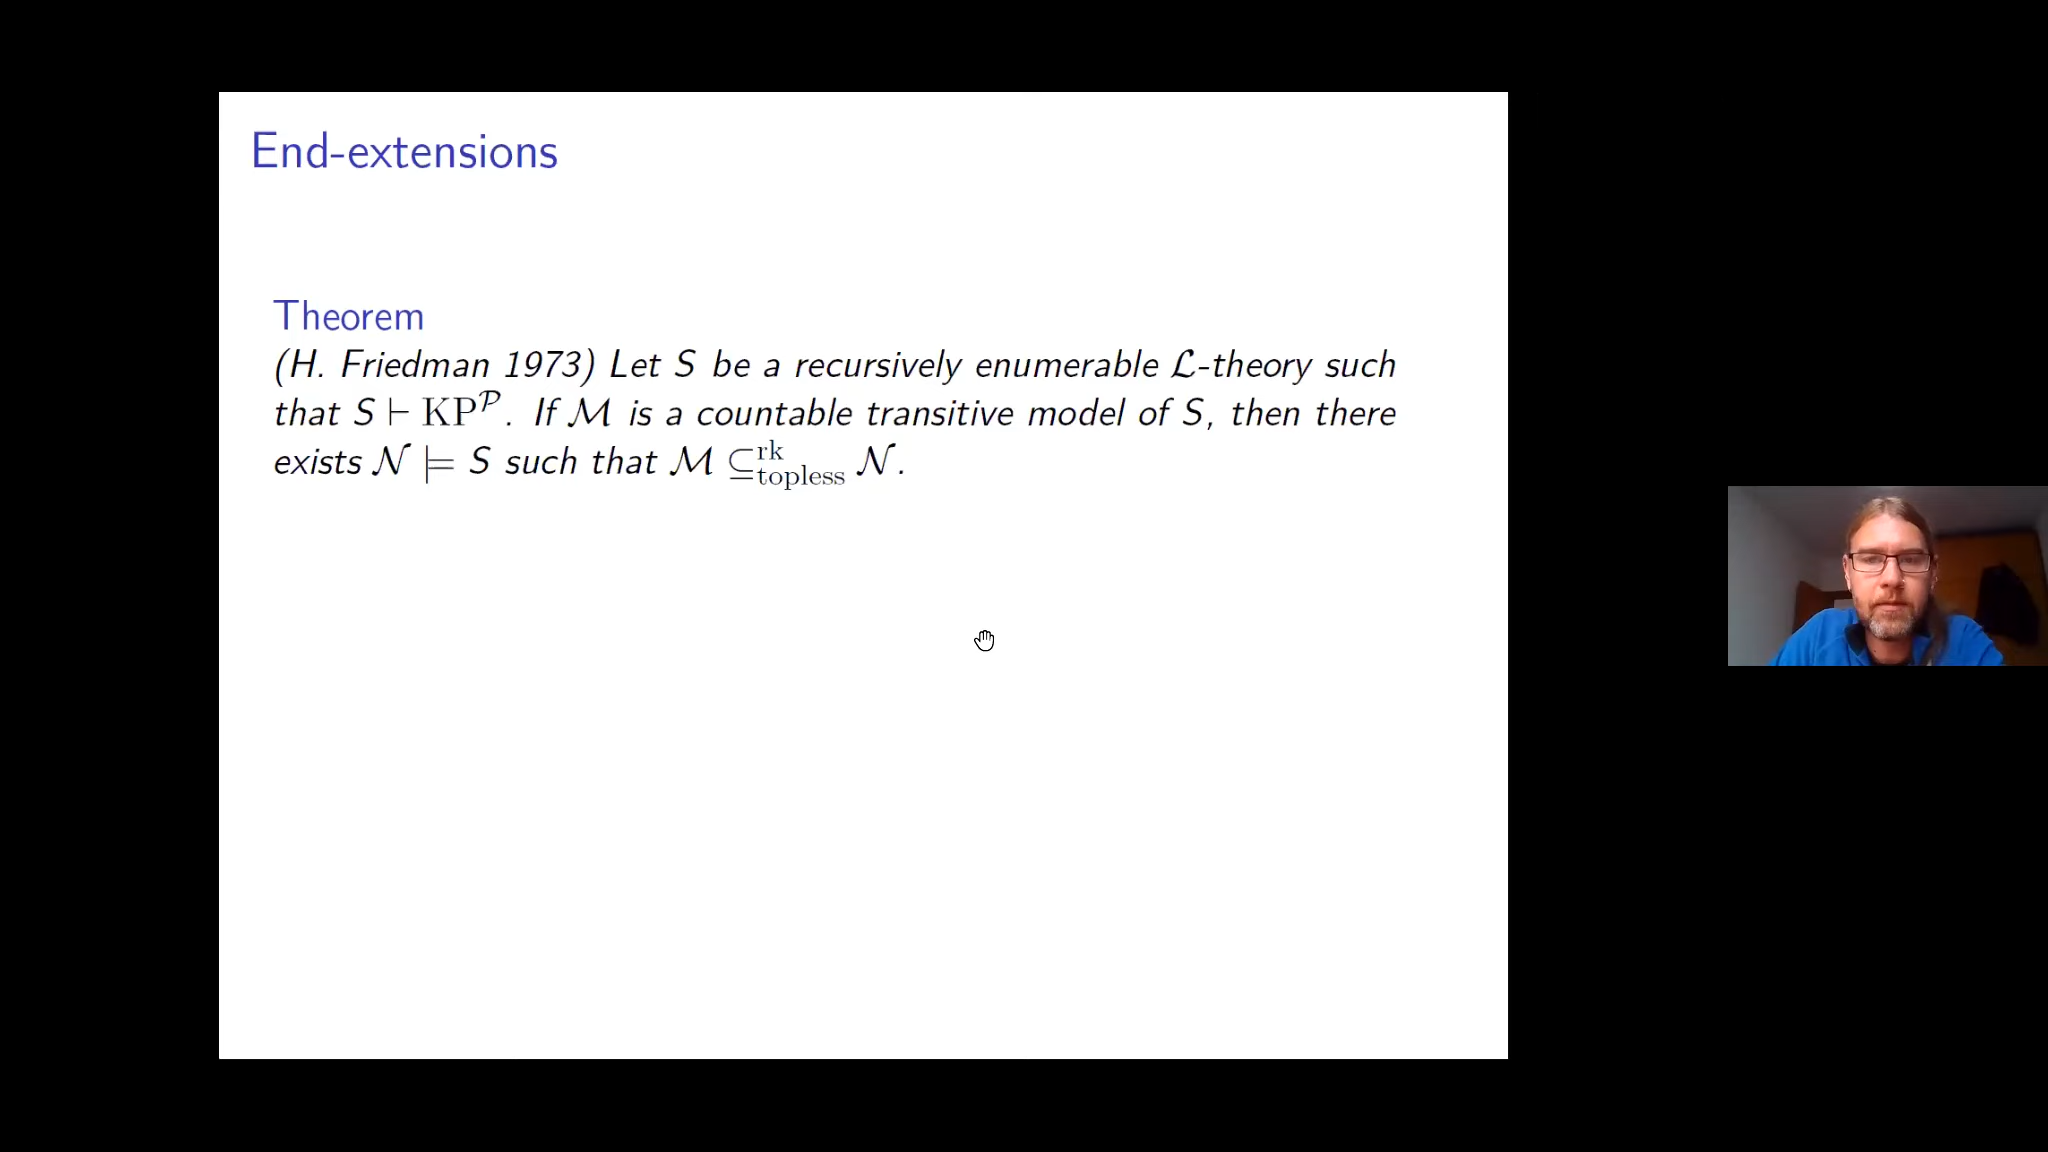 End-extensions
Theorem
(H. Friedman 1973) Let S be a recursively enumerable ℒ-theory such
that S ⊢ KP^𝒫. If ℳ is a countable transitive model of S, then there
exists 𝒩 ⊨ S such that ℳ ⊆^rk_topless 𝒩.